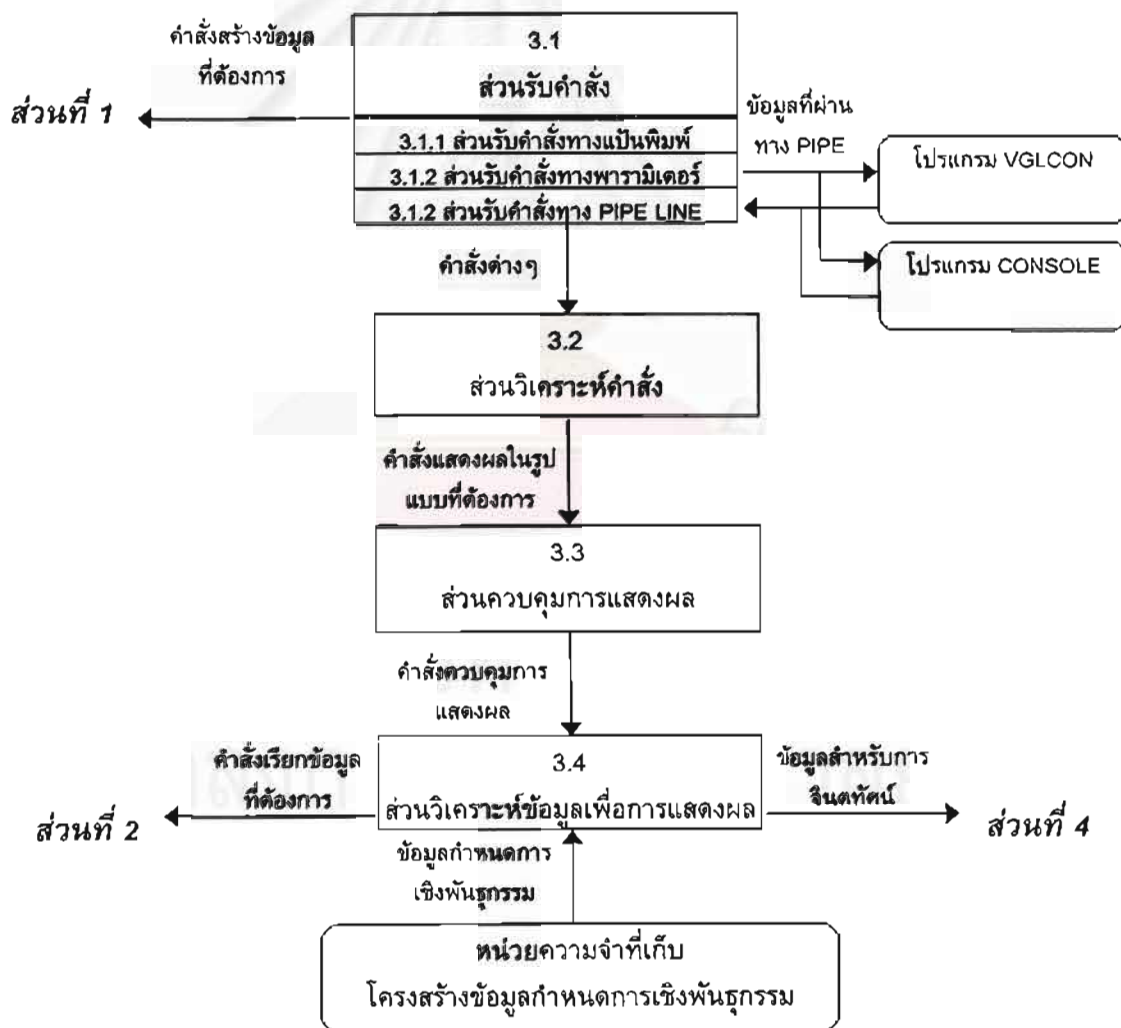 คำสั่งสร้างข้อมูล
ที่ต้องการ
ส่วนที่ 1
3.1
ส่วนรับคำสั่ง
3.1.1 ส่วนรับคำสั่งทางแป้นพิมพ์
3.1.2 ส่วนรับคำสั่งทางพารามิเตอร์
3.1.2 ส่วนรับคำสั่งทาง PIPE LINE
ข้อมูลที่ผ่าน
ทาง PIPE
โปรแกรม VGLCON
โปรแกรม CONSOLE
คำสั่งต่างๆ
3.2
ส่วนวิเคราะห์คำสั่ง
คำสั่งแสดงผลในรูป
แบบที่ต้องการ
3.3
ส่วนควบคุมการแสดงผล
คำสั่งควบคุมการ
แสดงผล
คำสั่งเรียกข้อมูล
ที่ต้องการ
ส่วนที่ 2
3.4
ส่วนวิเคราะห์ข้อมูลเพื่อการแสดงผล
ข้อมูลสำหรับการ
จินตทัศน์
ส่วนที่ 4
ข้อมูลกำหนดการ
เชิงพันธุกรรม
หน่วยความจำที่เก็บ
โครงสร้างข้อมูลกำหนดการเชิงพันธุกรรม